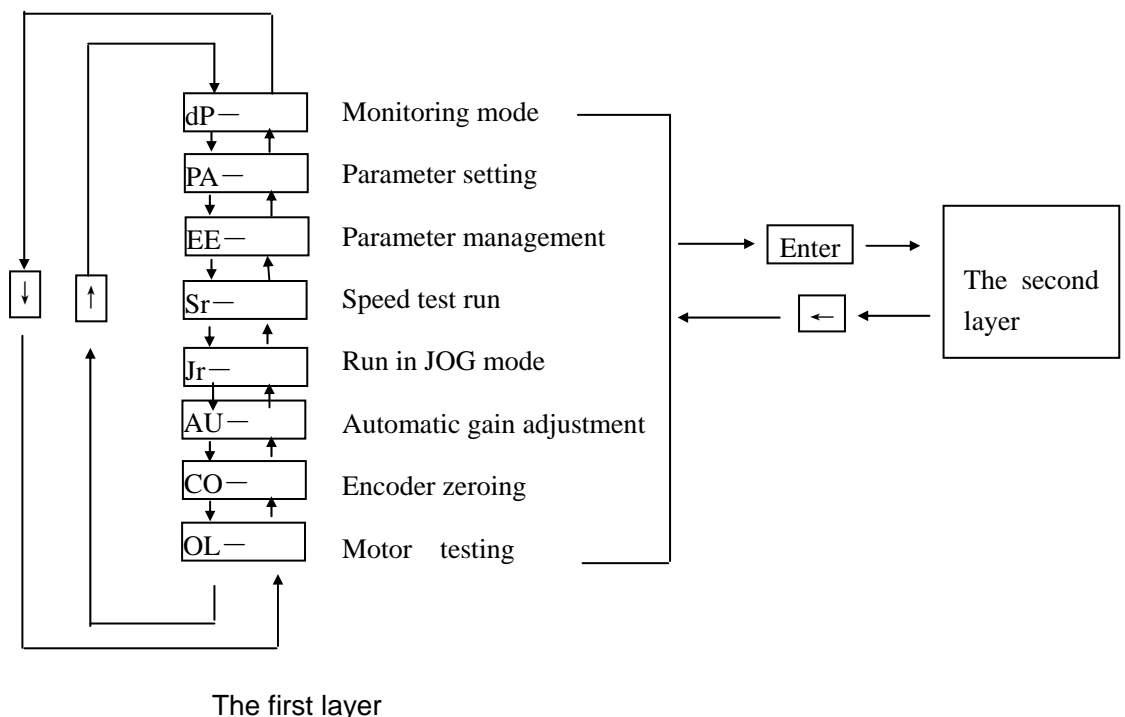 dP－ Monitoring mode
PA－ Parameter setting
EE－ Parameter management
Enter
↓ ↑ Sr－ Speed test run
The second
layer
←
Jr－ Run in JOG mode
AU－ Automatic gain adjustment
CO－ Encoder zeroing
OL－ Motor testing
The first layer